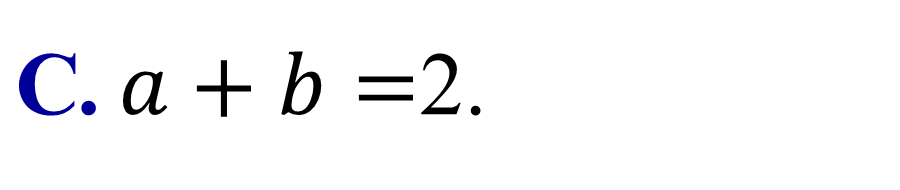 C. a + b =2.